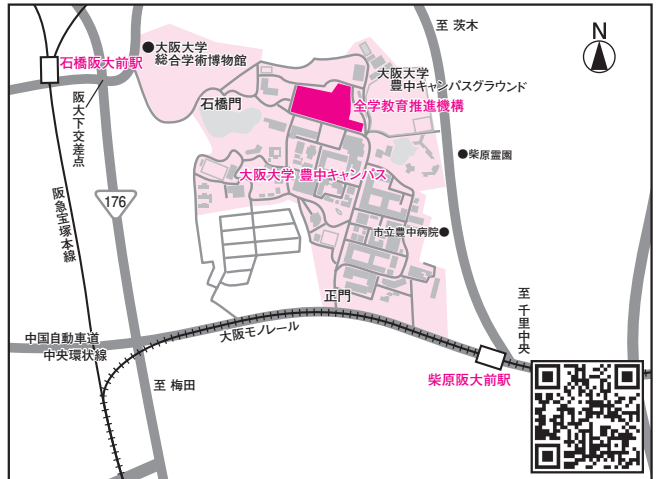 至 茨木
N
大阪大学
総合学術博物館
石橋阪大前駅
大阪大学
豊中キャンパスグラウンド
石橋門
全学教育推進機構
阪大下交差点
柴原霊園
大阪大学 豊中キャンパス
176
阪急宝塚本線
市立豊中病院
正門
至 千里中央
大阪モノレール
中国自動車道
中央環状線
柴原阪大前駅
至 梅田